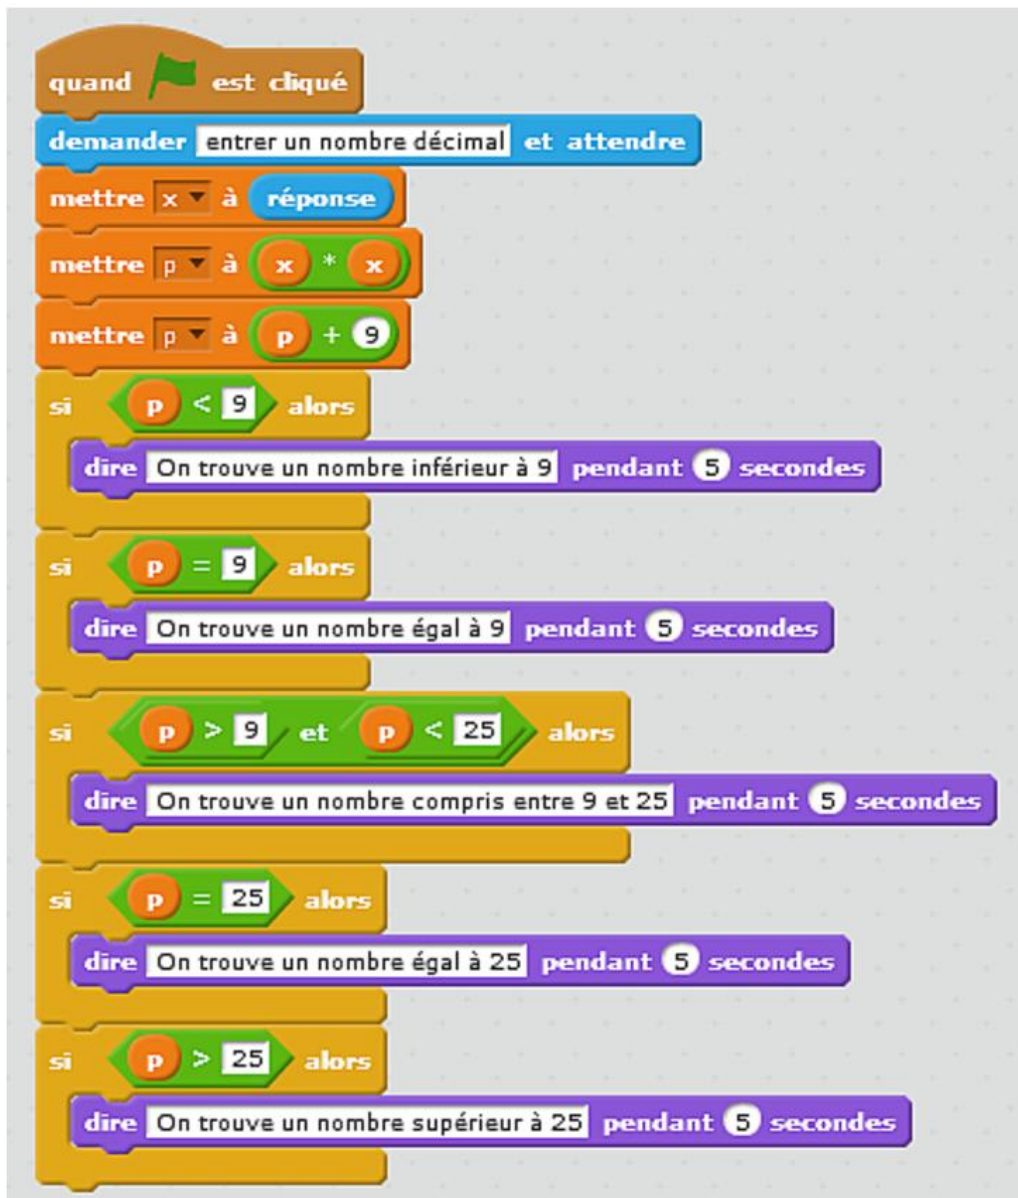 quand est cliqué
demander entrer un nombre décimal et attendre
mettre x à réponse
mettre p à x * x
mettre p à p + 9
si p < 9 alors
dire On trouve un nombre inférieur à 9 pendant 5 secondes
si p = 9 alors
dire On trouve un nombre égal à 9 pendant 5 secondes
si p > 9 et p < 25 alors
dire On trouve un nombre compris entre 9 et 25 pendant 5 secondes
si p = 25 alors
dire On trouve un nombre égal à 25 pendant 5 secondes
si p > 25 alors
dire On trouve un nombre supérieur à 25 pendant 5 secondes